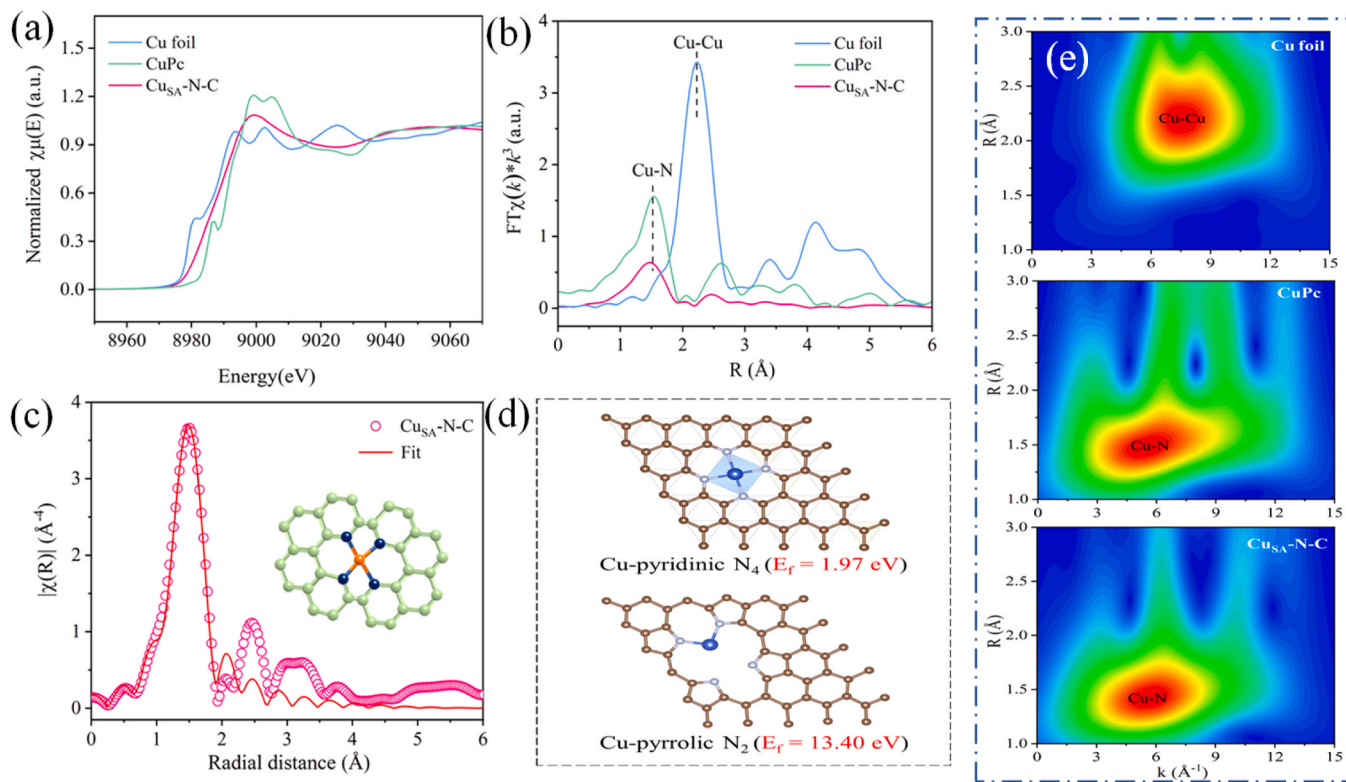 (a)
Cu foil
CuPc
Cu_SA-N-C
Normalized χμ(E) (a.u.)
1.5
1.2
0.9
0.6
0.3
0.0
8960 8980 9000 9020 9040 9060
Energy(eV)
(b)
Cu-Cu
Cu foil
CuPc
Cu_SA-N-C
Cu-N
FTχ(k)*k³ (a.u.)
4
3
2
1
0
0 1 2 3 4 5 6
R (Å)
(c)
Cu_SA-N-C
Fit
|χ(R)| (Å⁻⁴)
4
3
2
1
0
0 1 2 3 4 5 6
Radial distance (Å)
(d)
Cu-pyridinic N₄ (E_f = 1.97 eV)
Cu-pyrrolic N₂ (E_f = 13.40 eV)
(e)
Cu foil
Cu-Cu
R (Å)
3.0
2.5
2.0
1.5
1.0
0 3 6 9 12 15
CuPc
Cu-N
R (Å)
3.0
2.5
2.0
1.5
1.0
0 3 6 9 12 15
Cu_SA-N-C
Cu-N
R (Å)
3.0
2.5
2.0
1.5
1.0
0 3 6 9 12 15
k (Å⁻¹)